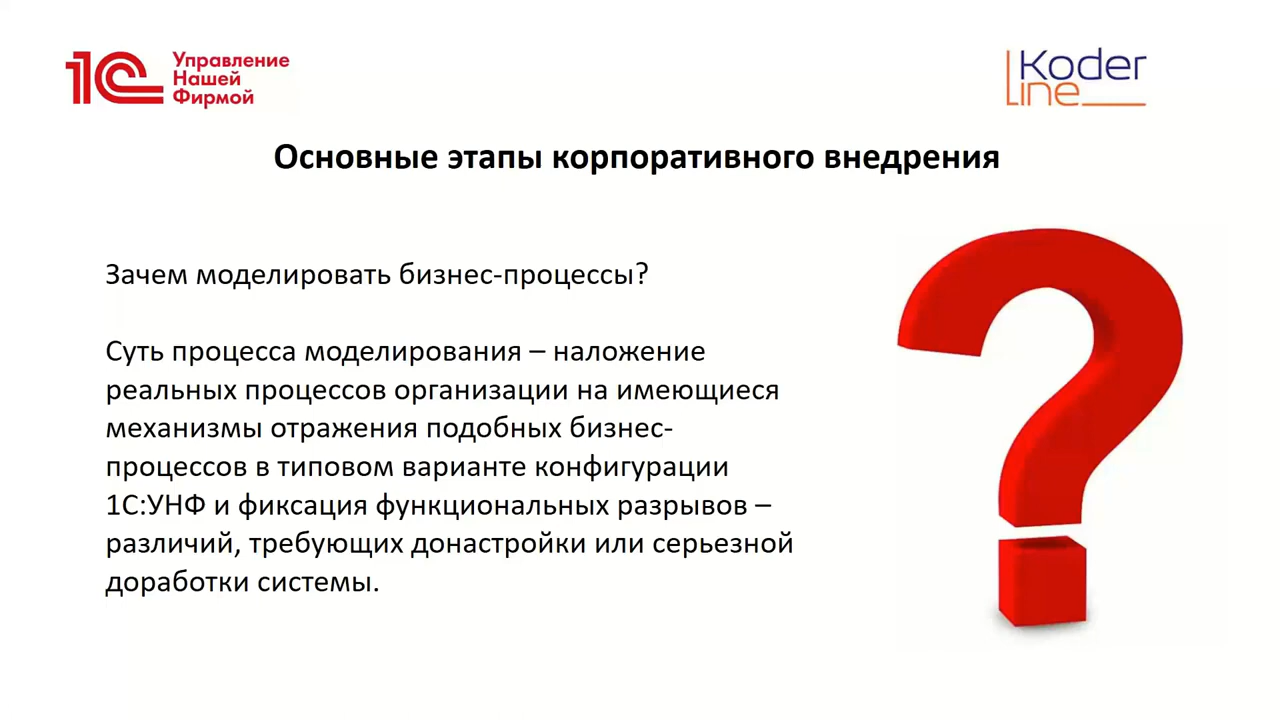 1С
Управление
Нашей
Фирмой
Koder
Line
Основные этапы корпоративного внедрения
Зачем моделировать бизнес-процессы?
Суть процесса моделирования – наложение
реальных процессов организации на имеющиеся
механизмы отражения подобных бизнес-
процессов в типовом варианте конфигурации
1С:УНФ и фиксация функциональных разрывов –
различий, требующих донастройки или серьезной
доработки системы.